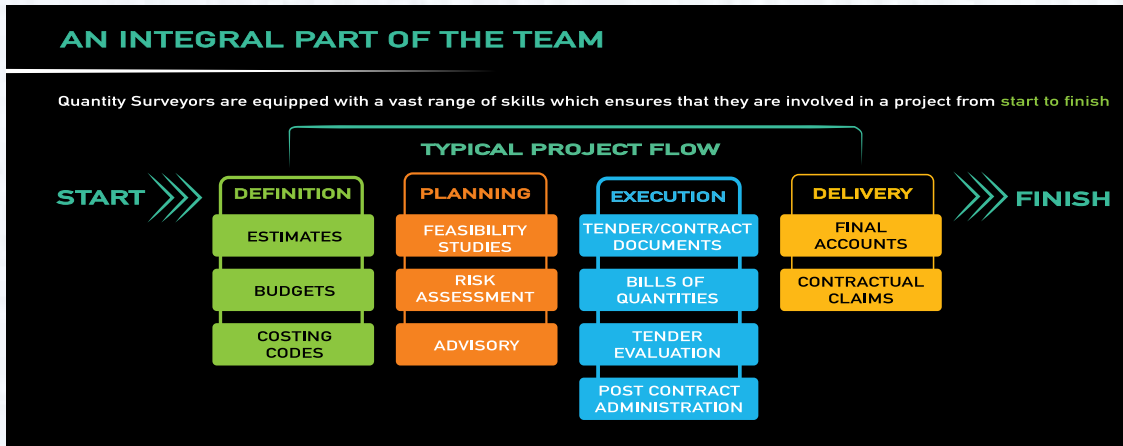 AN INTEGRAL PART OF THE TEAM
Quantity Surveyors are equipped with a vast range of skills which ensures that they are involved in a project from start to finish
TYPICAL PROJECT FLOW
START
DEFINITION
ESTIMATES
BUDGETS
COSTING
CODES
PLANNING
FEASIBILITY
STUDIES
RISK
ASSESSMENT
ADVISORY
EXECUTION
TENDER/CONTRACT
DOCUMENTS
BILLS OF
QUANTITIES
TENDER
EVALUATION
POST CONTRACT
ADMINISTRATION
DELIVERY
FINAL
ACCOUNTS
CONTRACTUAL
CLAIMS
FINISH